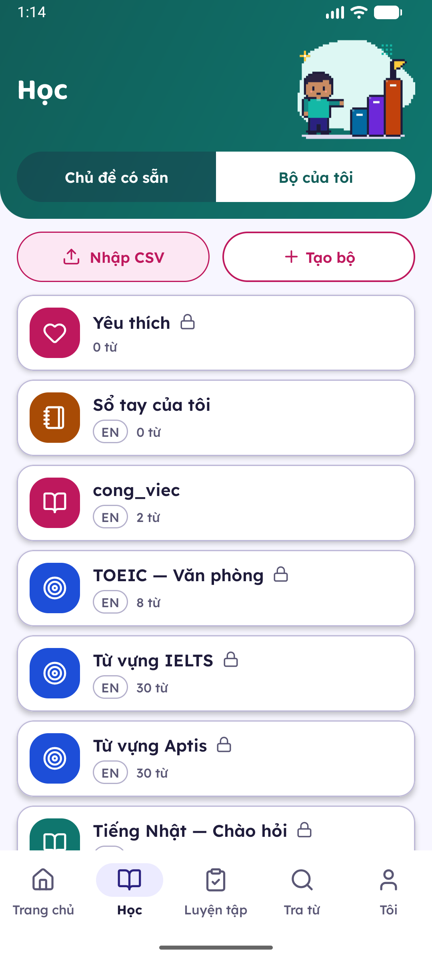 1:14
Học
Chủ đề có sẵn
Bộ của tôi
Nhập CSV
Tạo bộ
Yêu thích
0 từ
Sổ tay của tôi
EN 0 từ
cong_viec
EN 2 từ
TOEIC — Văn phòng
EN 8 từ
Từ vựng IELTS
EN 30 từ
Từ vựng Aptis
EN 30 từ
Tiếng Nhật — Chào hỏi
Trang chủ
Học
Luyện tập
Tra từ
Tôi